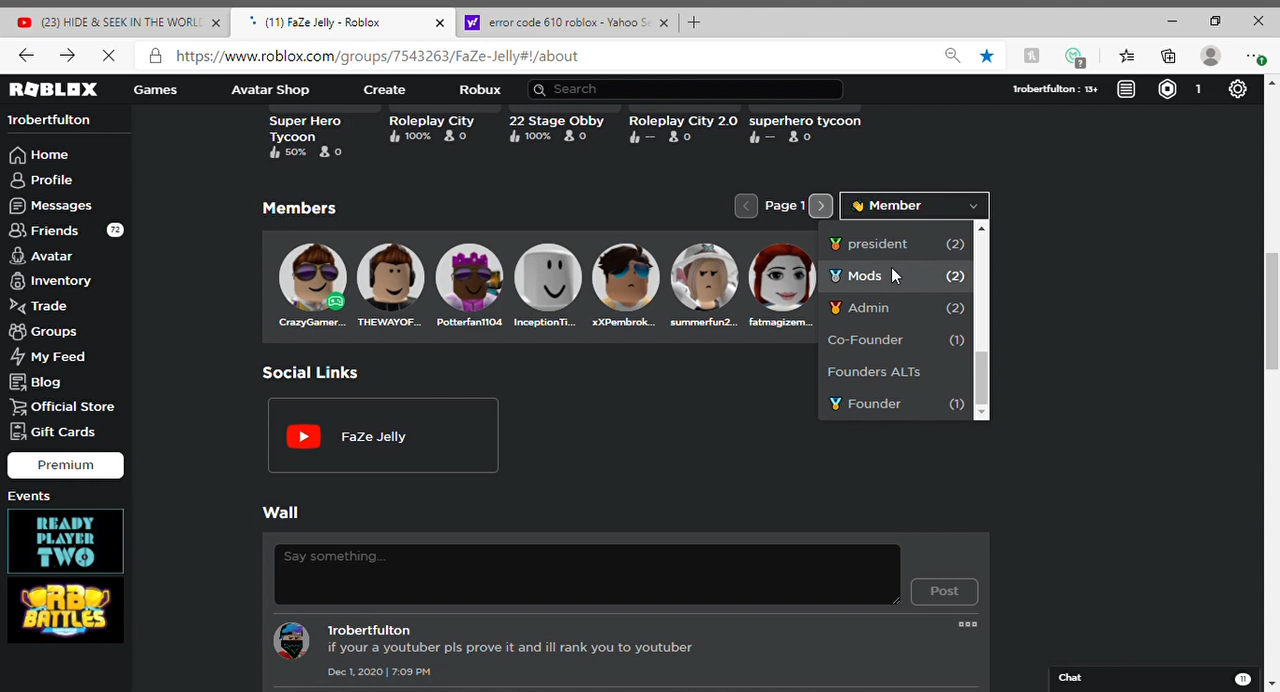 (23) HIDE & SEEK IN THE WORLD
(11) FaZe Jelly - Roblox
error code 610 roblox - Yahoo Se
https://www.roblox.com/groups/7543263/FaZe-Jelly#!/about
ROBLOX
Games
Avatar Shop
Create
Robux
Search
1robertfulton : 13+
1
1robertfulton
Home
Profile
Messages
Friends
72
Avatar
Inventory
Trade
Groups
My Feed
Blog
Official Store
Gift Cards
Premium
Events
READY
PLAYER
TWO
RB
BATTLES
Super Hero
Tycoon
50% 0
Roleplay City
100% 0
22 Stage Obby
100% 0
Roleplay City 2.0
-- 0
superhero tycoon
-- 0
Members
Page 1
Member
president (2)
Mods (2)
Admin (2)
Co-Founder (1)
Founders ALTs
Founder (1)
CrazyGamer...
THEWAYOF...
Potterfan1104
InceptionTi...
xXPembrok...
summerfun2...
fatmagizem...
Social Links
FaZe Jelly
Wall
Say something...
Post
1robertfulton
if your a youtuber pls prove it and ill rank you to youtuber
Dec 1, 2020 | 7:09 PM
Chat
11